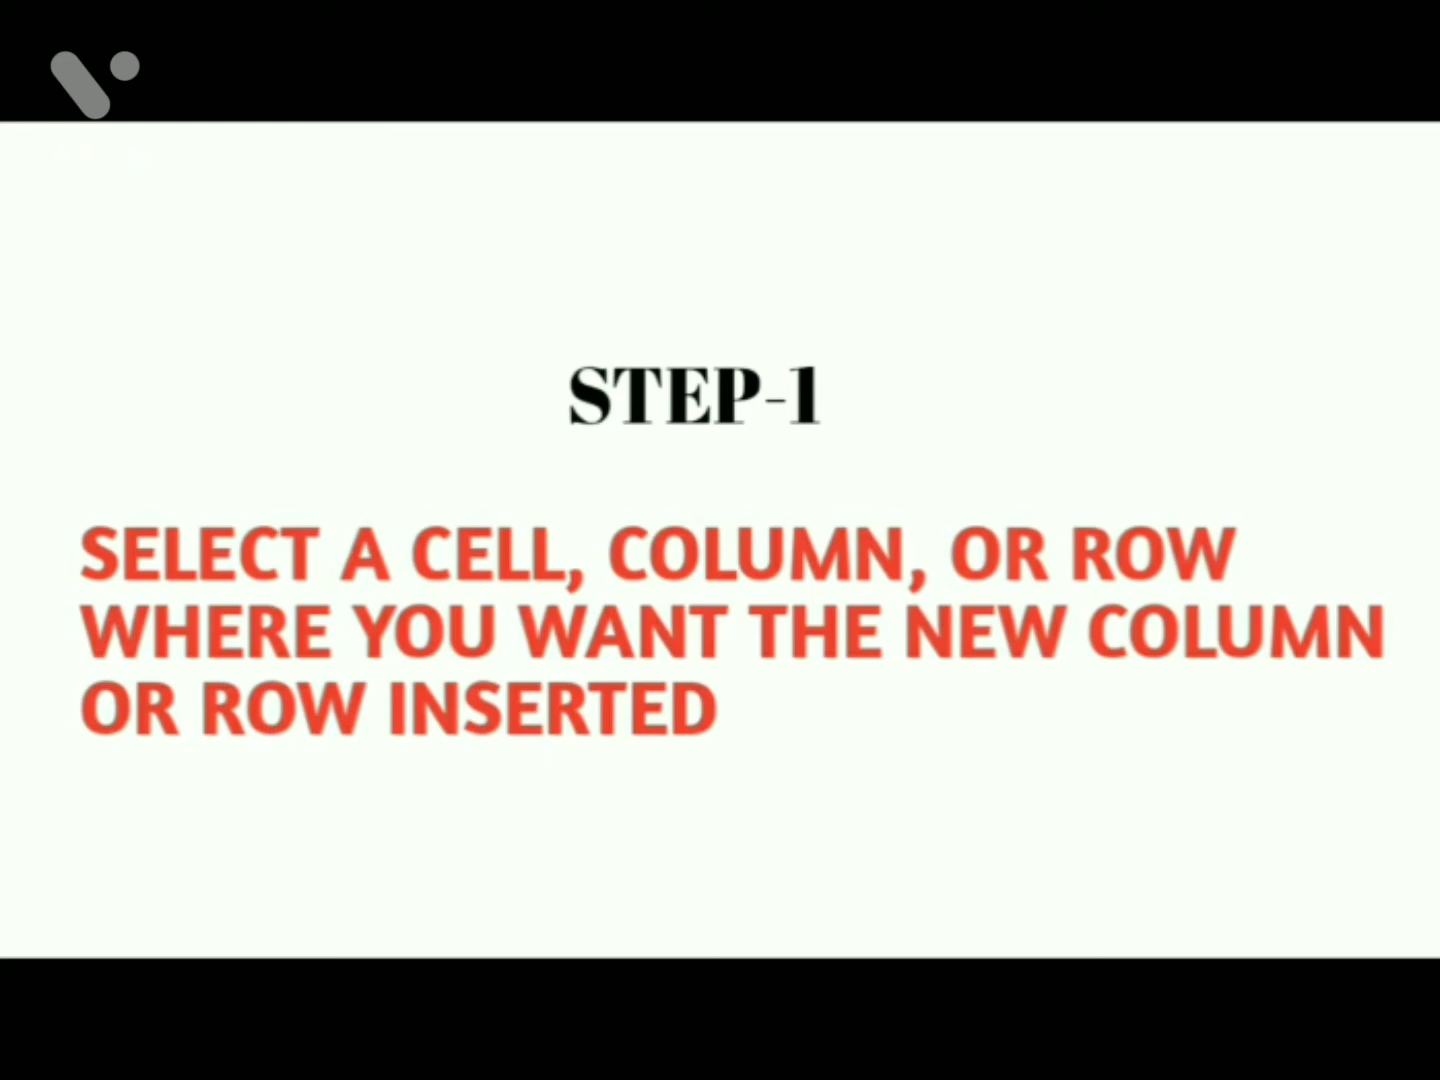 STEP-1
SELECT A CELL, COLUMN, OR ROW
WHERE YOU WANT THE NEW COLUMN
OR ROW INSERTED